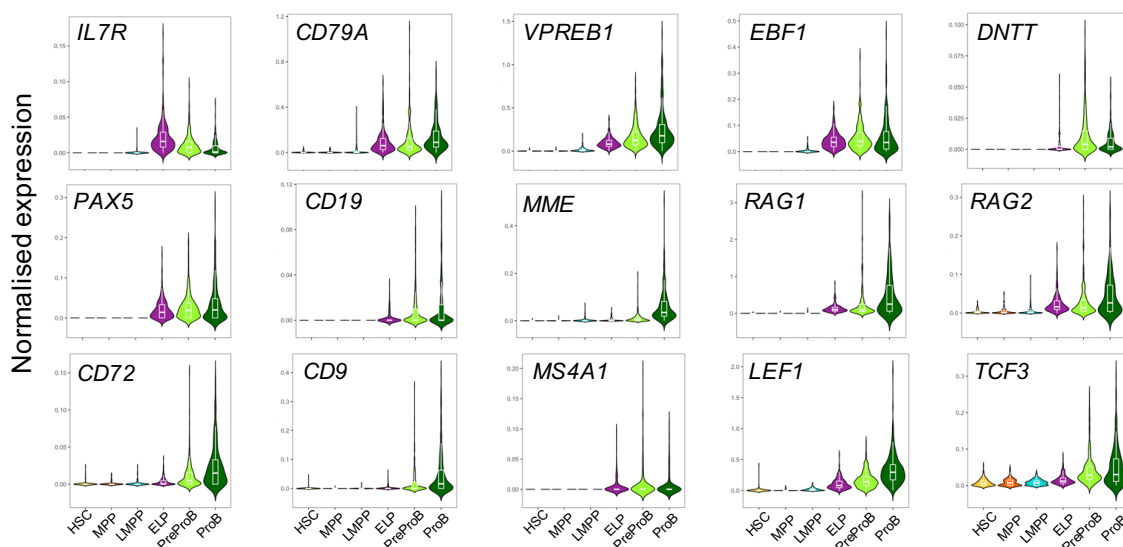 Normalised expression
IL7R
0.15
0.10
0.05
0.00
CD79A
1.2
0.8
0.4
0.0
VPREB1
1.5
1.0
0.50
0.0
EBF1
0.5
0.4
0.3
0.2
0.1
0.0
DNTT
0.100
0.075
0.050
0.025
0.000
PAX5
0.3
0.2
0.1
0.0
CD19
0.12
0.08
0.04
0.00
MME
0.4
0.2
0.0
RAG1
3
2
1
0
RAG2
0.3
0.2
0.1
0.0
CD72
0.15
0.10
0.05
0.00
CD9
0.4
0.3
0.2
0.1
0.0
MS4A1
0.20
0.15
0.10
0.05
0.00
LEF1
2.0
1.5
1.0
0.5
0.0
TCF3
0.3
0.2
0.1
0.0
HSC
MPP
LMPP
ELP
PreProB
ProB
HSC
MPP
LMPP
ELP
PreProB
ProB
HSC
MPP
LMPP
ELP
PreProB
ProB
HSC
MPP
LMPP
ELP
PreProB
ProB
HSC
MPP
LMPP
ELP
PreProB
ProB